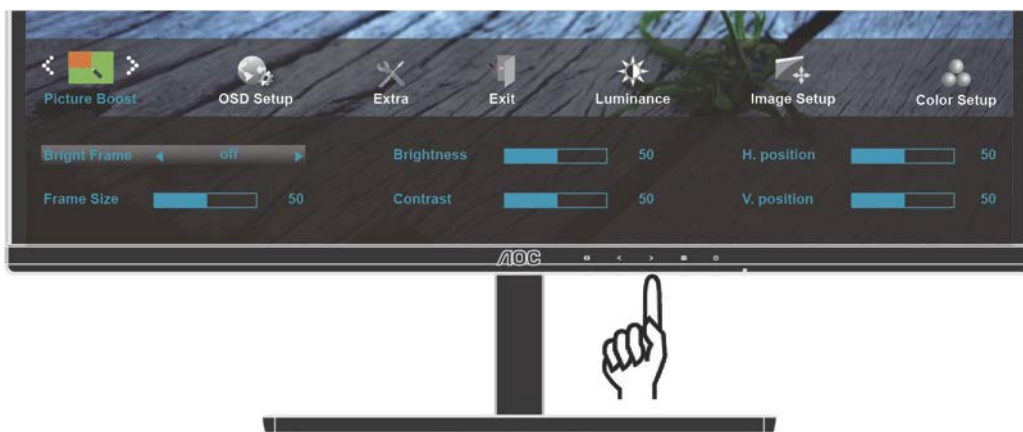 Picture Boost OSD Setup Extra Exit Luminance Image Setup Color Setup
Bright Frame off Brightness 50 H. position 50
Frame Size 50 Contrast 50 V. position 50
AOC